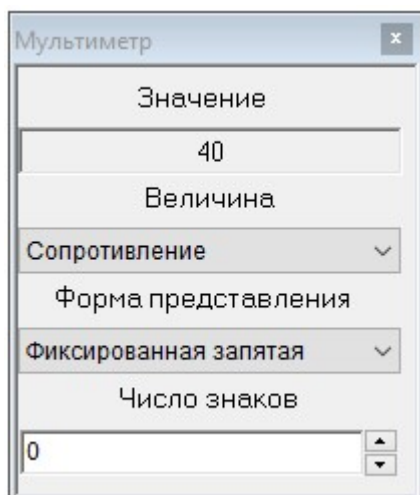 Мультиметр
x
Значение
40
Величина
Сопротивление
Форма представления
Фиксированная запятая
Число знаков
0